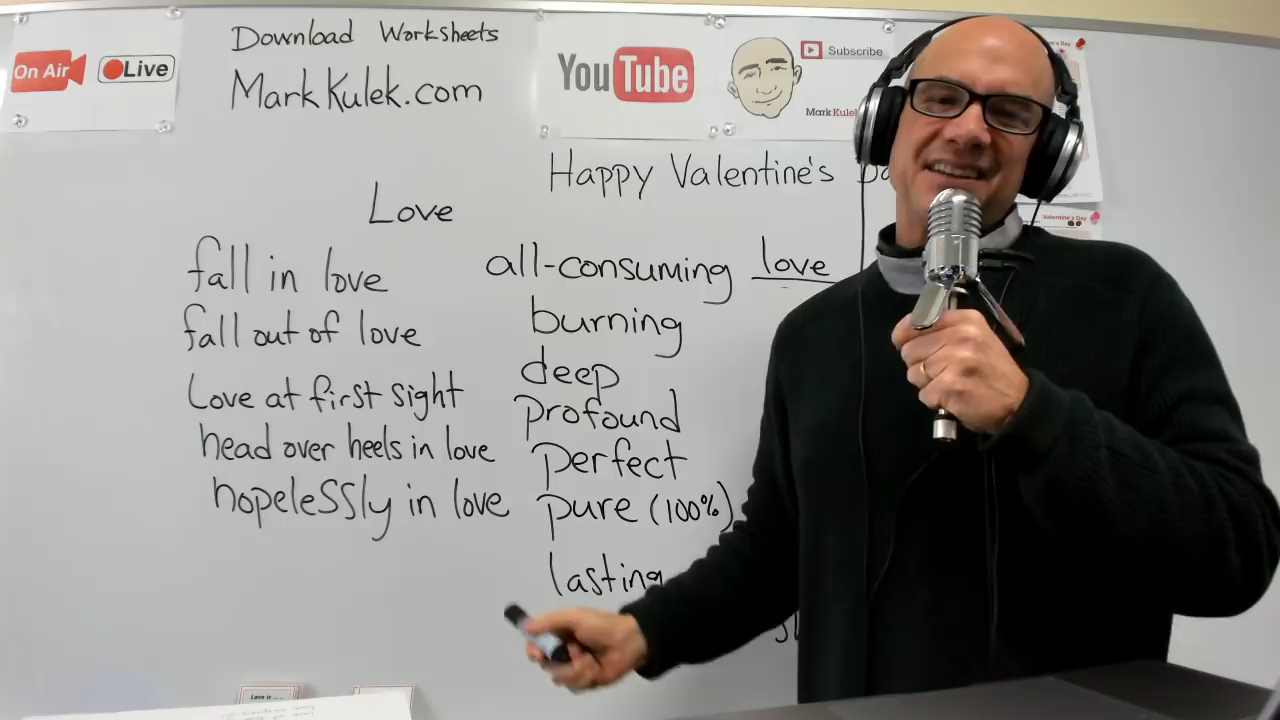 On Air
Live
Download Worksheets
MarkKulek.com
YouTube
Subscribe
Mark Kulek
Happy Valentine's
Love
fall in love
fall out of love
Love at first sight
head over heels in love
hopelessly in love
all-consuming love
burning
deep
profound
perfect
pure (100%)
lasting
Valentine's Day
Love is ...